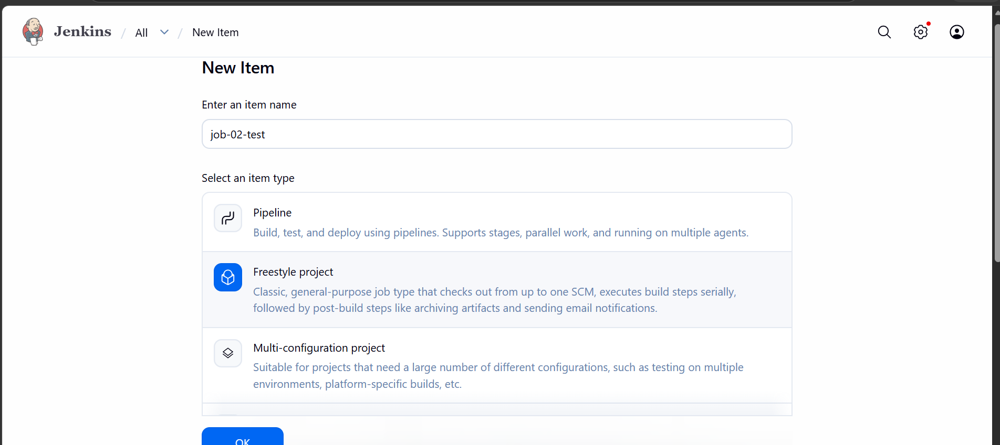 Jenkins / All / New Item
New Item
Enter an item name
job-02-test
Select an item type
Pipeline
Build, test, and deploy using pipelines. Supports stages, parallel work, and running on multiple agents.
Freestyle project
Classic, general-purpose job type that checks out from up to one SCM, executes build steps serially,
followed by post-build steps like archiving artifacts and sending email notifications.
Multi-configuration project
Suitable for projects that need a large number of different configurations, such as testing on multiple
environments, platform-specific builds, etc.
OK